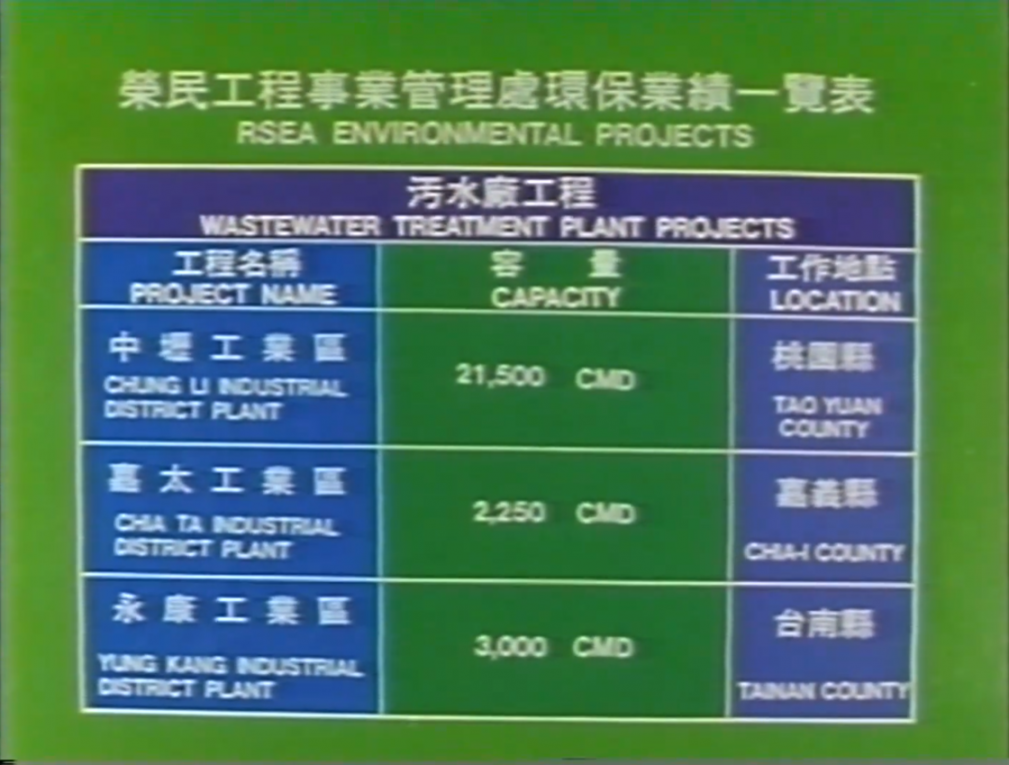 榮民工程事業管理處環保業績一覽表
RSEA ENVIRONMENTAL PROJECTS
污水廠工程
WASTEWATER TREATMENT PLANT PROJECTS
工程名稱
PROJECT NAME
容 量
CAPACITY
工作地點
LOCATION
中壢工業區
CHUNG LI INDUSTRIAL
DISTRICT PLANT
21,500 CMD
桃園縣
TAO YUAN
COUNTY
嘉太工業區
CHIA TA INDUSTRIAL
DISTRICT PLANT
2,250 CMD
嘉義縣
CHIA-I COUNTY
永康工業區
YUNG KANG INDUSTRIAL
DISTRICT PLANT
3,000 CMD
台南縣
TAINAN COUNTY